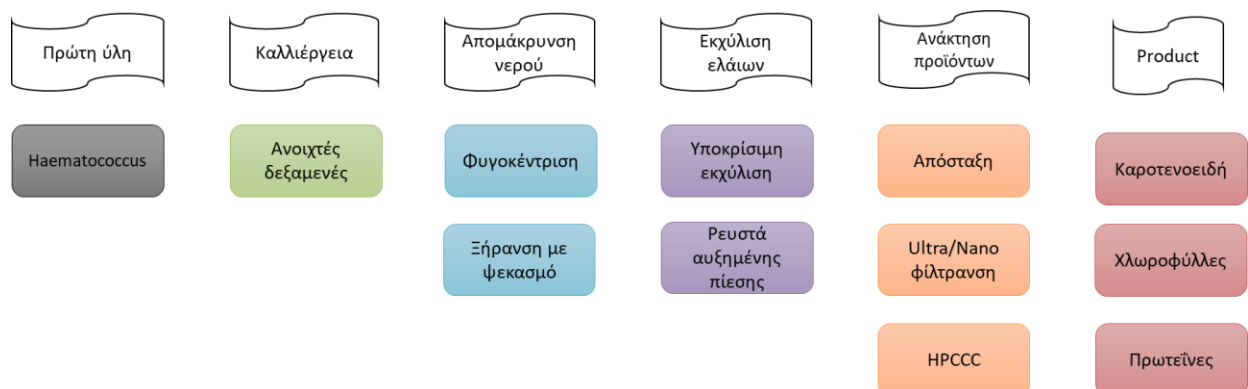 Πρώτη ύλη
Καλλιέργεια
Απομάκρυνση
νερού
Εκχύλιση
ελάιων
Ανάκτηση
προϊόντων
Product
Haematococcus
Ανοιχτές
δεξαμενές
Φυγοκέντριση
Υποκρίσιμη
εκχύλιση
Απόσταξη
Καροτενοειδή
Ξήρανση με
ψεκασμό
Ρευστά
αυξημένης
πίεσης
Ultra/Nano
φίλτρανση
Χλωροφύλλες
HPCCC
Πρωτεΐνες